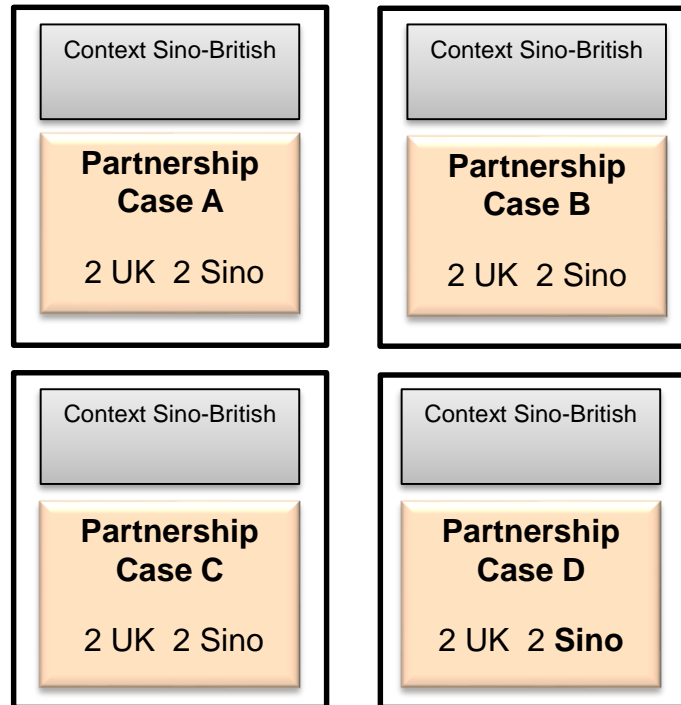 Context Sino-British
Partnership
Case A
2 UK 2 Sino
Context Sino-British
Partnership
Case B
2 UK 2 Sino
Context Sino-British
Partnership
Case C
2 UK 2 Sino
Context Sino-British
Partnership
Case D
2 UK 2 Sino